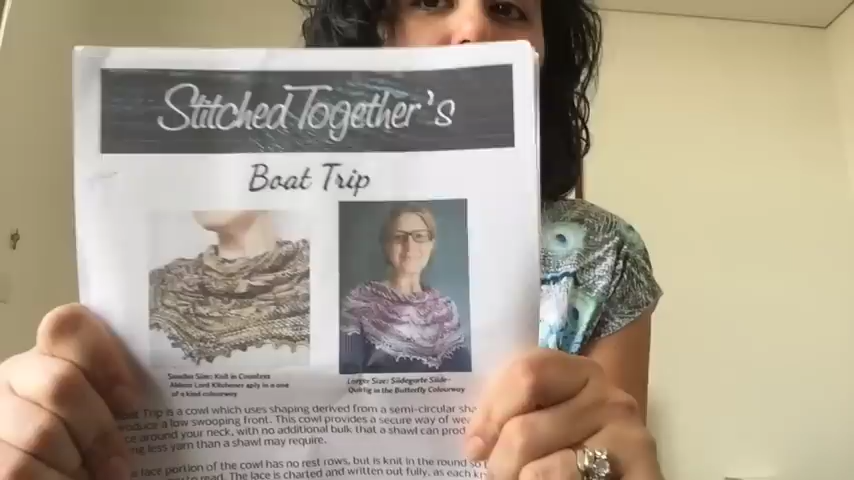 Stitched Together's
Boat Trip
Smaller Size: Knit in Countess
Ablaze Lord Kitchener aply in a one
of a kind colourway
Larger Size: Sildegarte Silde-
in the Butterfly Colourway
Trip is a cowl which uses shaping derived from a semi-circular
a low swooping front. This cowl provides a secure way of
around your neck, with no additional bulk that a shawl can
less yarn than a shawl may require.
lace portion of the cowl has no rest rows, but is knit in the round so
to read. The lace is charted and written out fully, as each